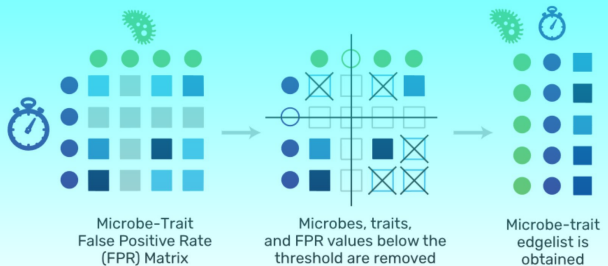 Microbe-Trait
False Positive Rate
(FPR) Matrix
Microbes, traits,
and FPR values below the
threshold are removed
Microbe-trait
edgelist is
obtained